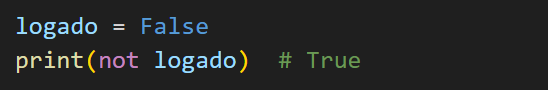 logado = False
print(not logado)  # True